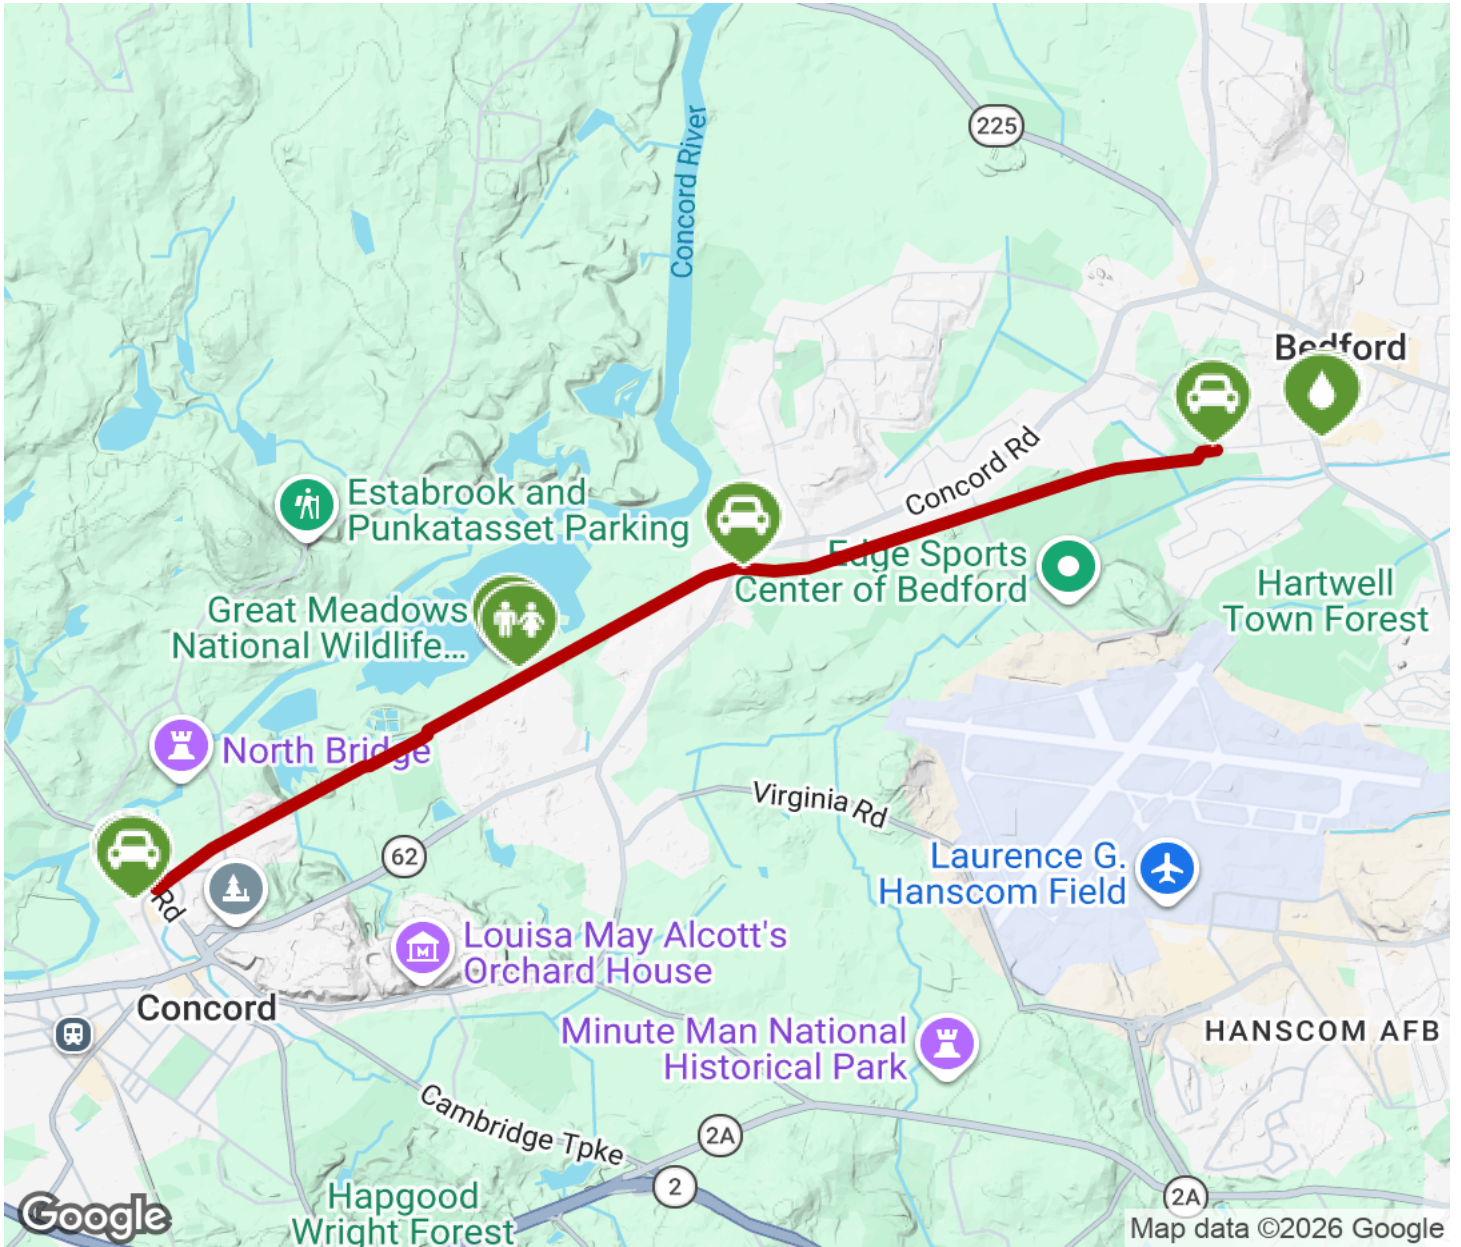 225
Concord River
Bedford
Concord Rd
Estabrook and
Punkatasset Parking
Edge Sports
Center of Bedford
Hartwell
Town Forest
Great Meadows
National Wildlife...
North Bridge
Virginia Rd
62
Laurence G.
Hanscom Field
Rd
Louisa May Alcott's
Orchard House
M
Concord
Minute Man National
Historical Park
HANSCOM AFB
Cambridge Tpke
2A
2
2A
Hapgood
Wright Forest
Google
Map data ©2026 Google